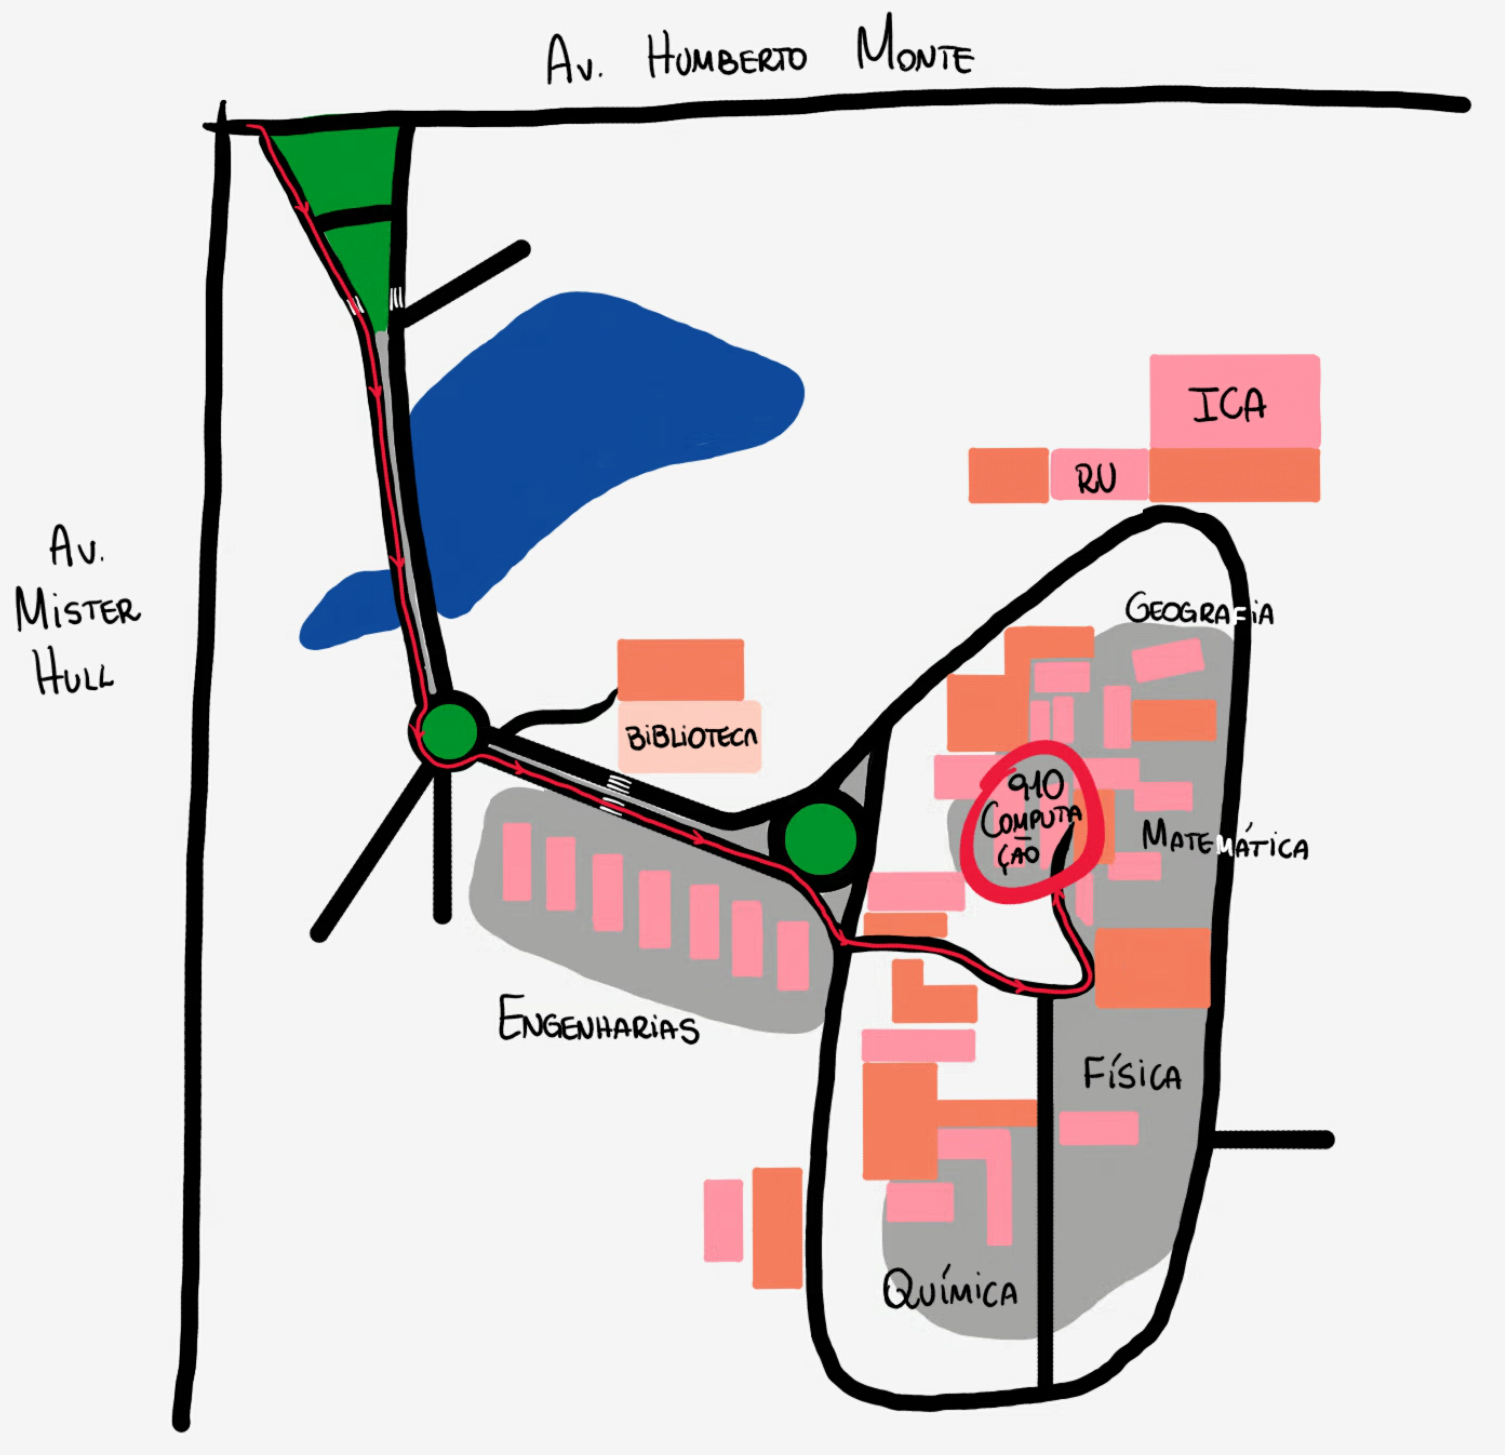 Av. Humberto Monte
ICA
RU
Av.
Mister
Hull
Geografia
Biblioteca
910
Computa
ção
Matemática
Engenharias
Física
Química